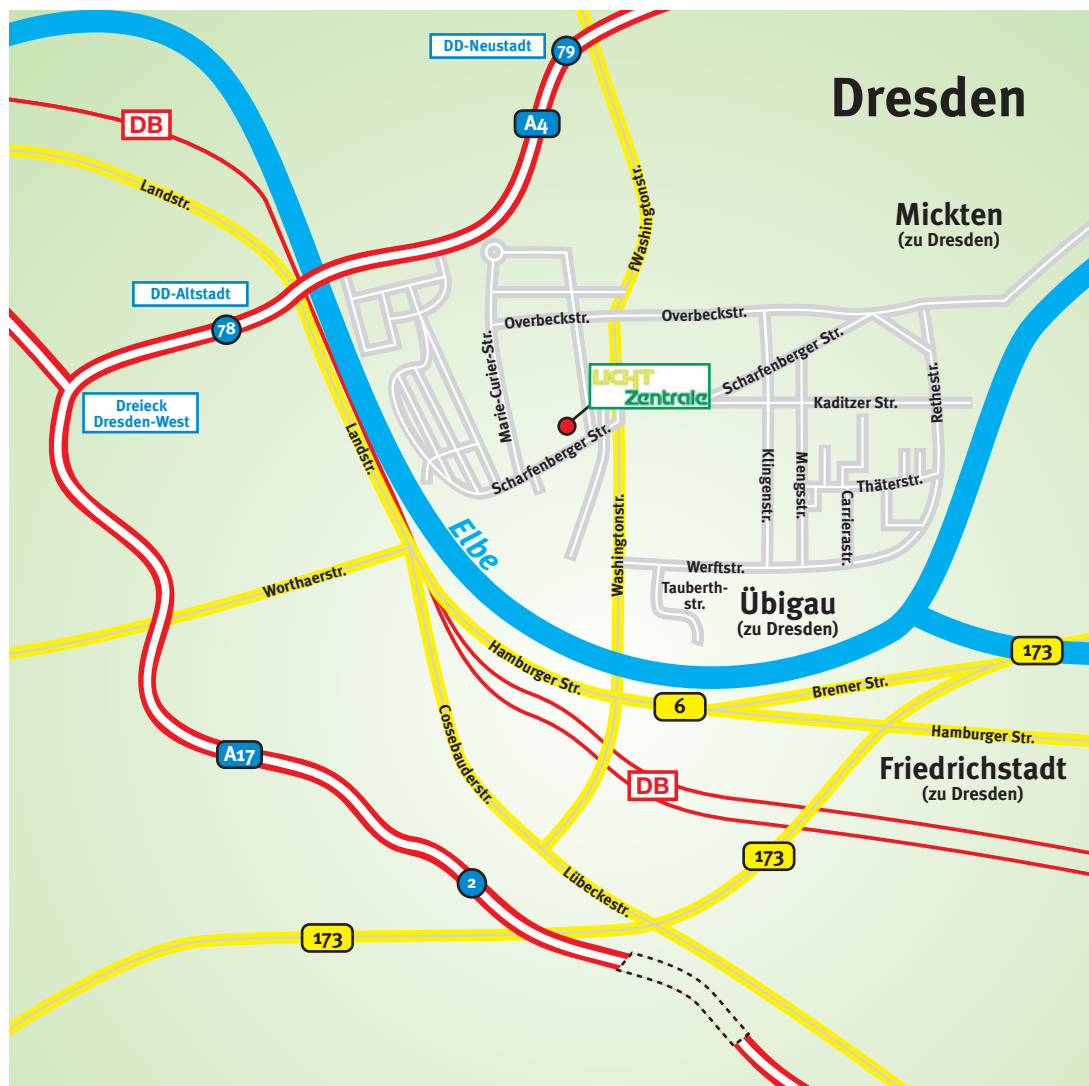 DD-Neustadt
79
Dresden
A4
DB
Landstr.
fWashingtonstr.
Mickten
(zu Dresden)
DD-Altstadt
78
Overbeckstr.
Overbeckstr.
Marie-Curier-Str.
LICHT
Zentrale
Scharfenberger Str.
Kaditzer Str.
Rethestr.
Dreieck
Dresden-West
Landstr.
Scharfenberger Str.
Klingenstr.
Mengsstr.
Thäterstr.
Carrierastr.
Elbe
Washingtonstr.
Werftstr.
Tauberth-
str.
Übigau
(zu Dresden)
Worthaerstr.
Hamburger Str.
173
Bremer Str.
6
Hamburger Str.
Cossebauderstr.
A17
Friedrichstadt
(zu Dresden)
DB
173
2
Lübeckestr.
173